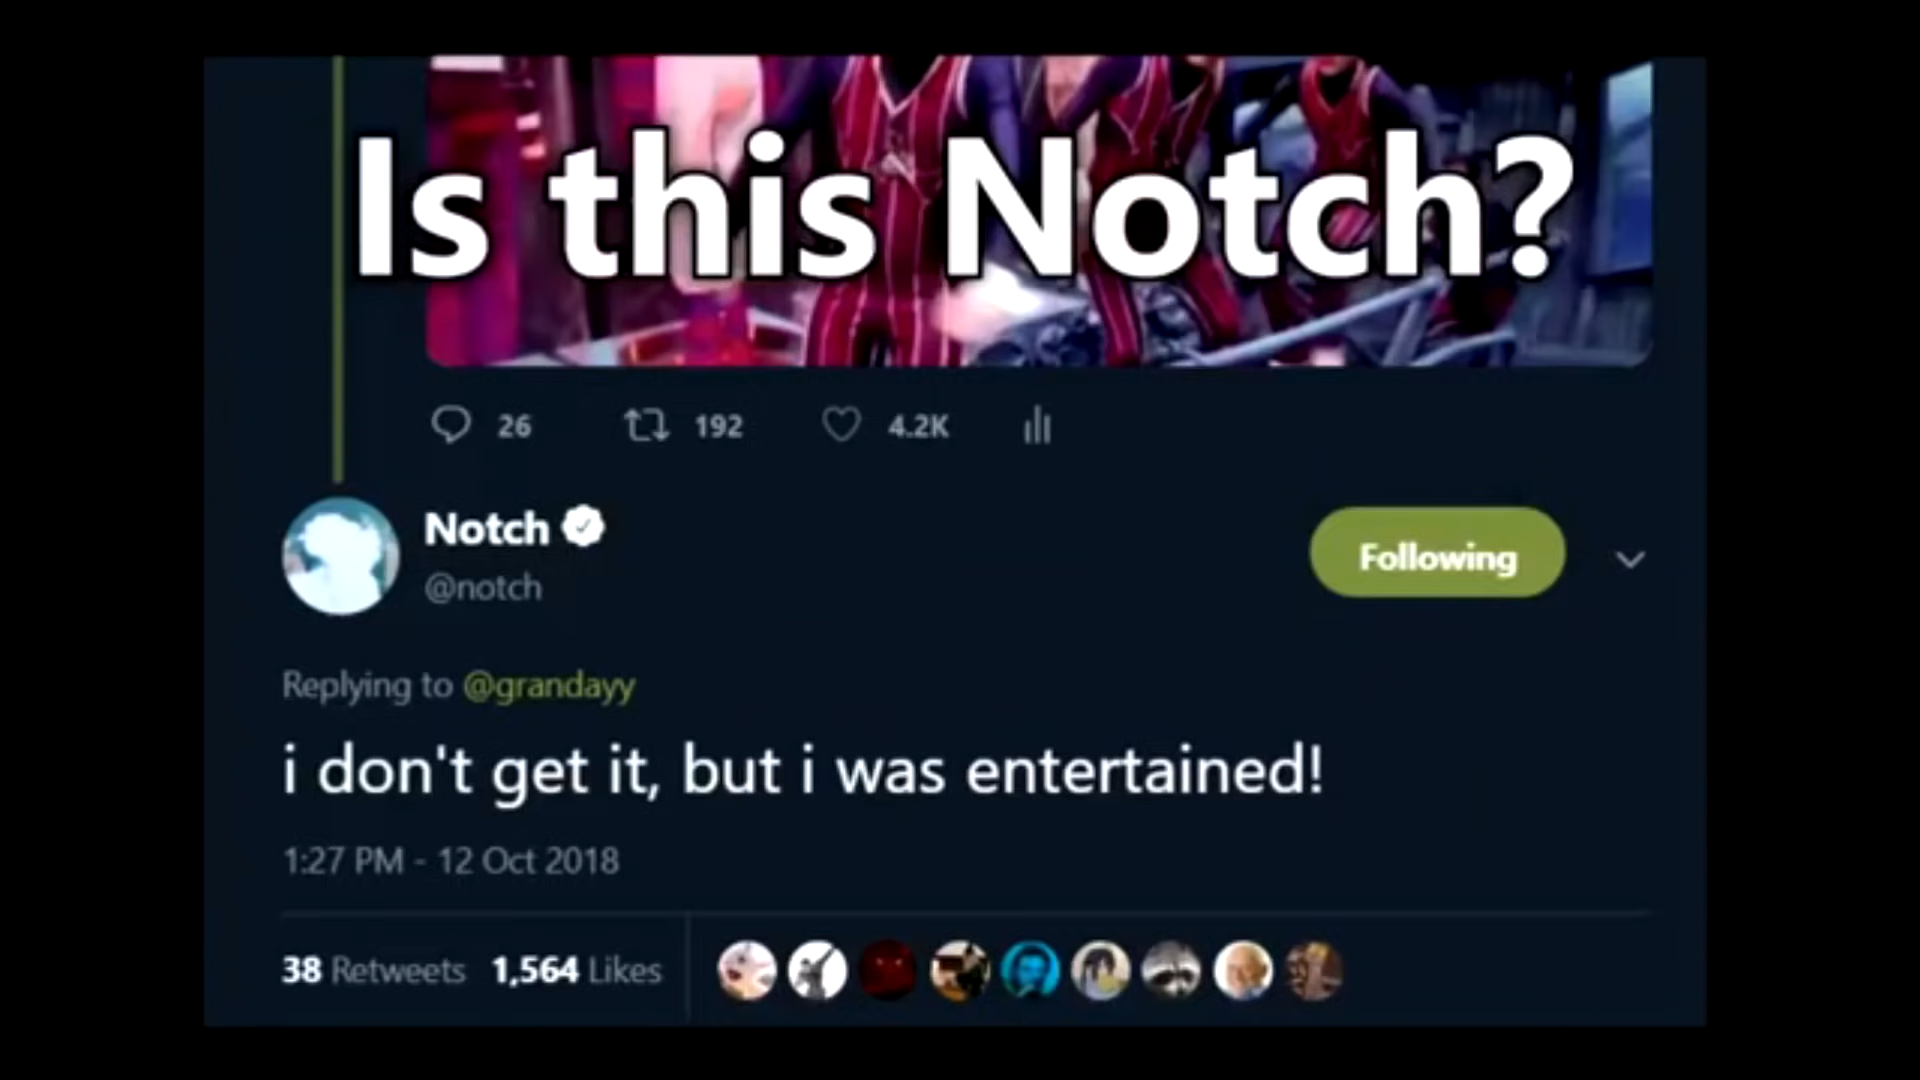 Is this Notch?
26 192 4.2K
Notch
@notch
Following
Replying to @grandayy
i don't get it, but i was entertained!
1:27 PM - 12 Oct 2018
38 Retweets 1,564 Likes